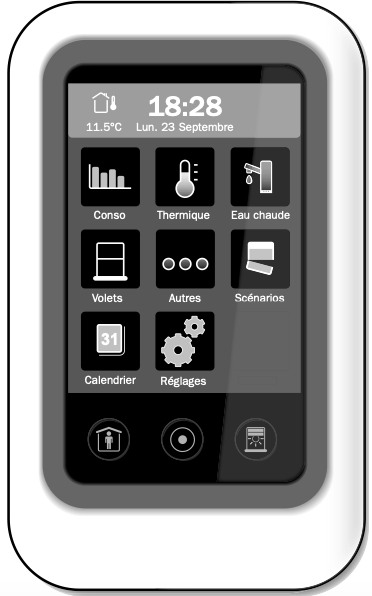 18:28
11.5°C Lun. 23 Septembre
Conso Thermique Eau chaude
Volets Autres Scénarios
31
Calendrier Réglages